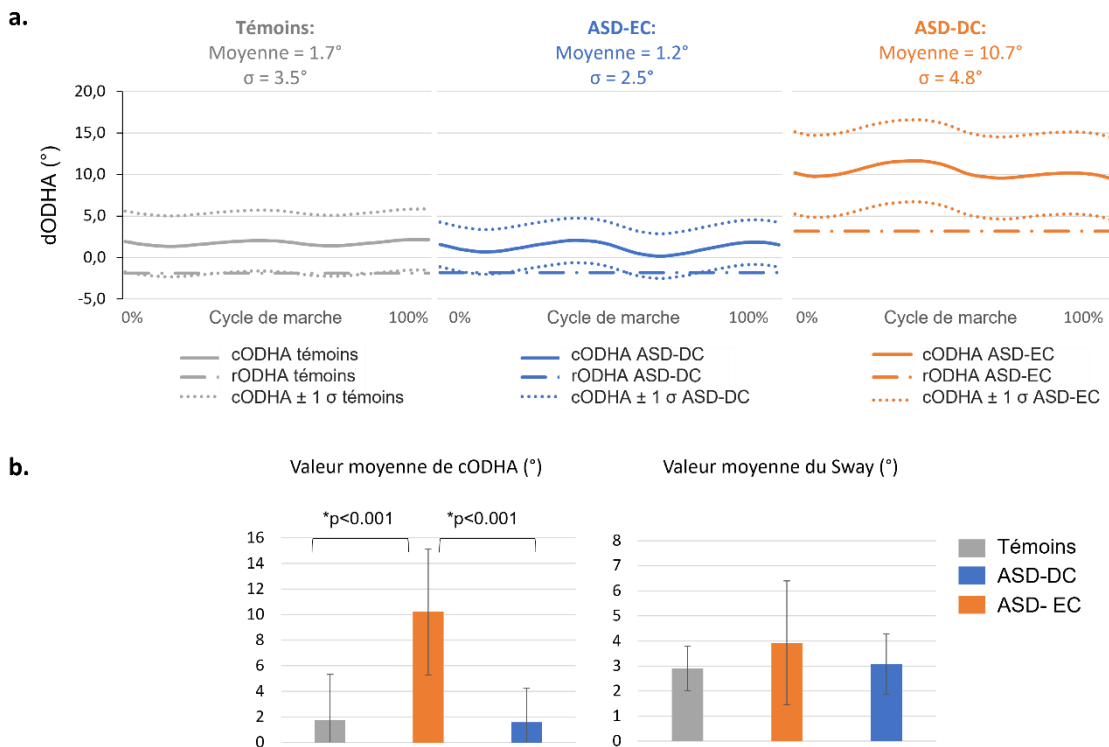 a.
Témoins:
Moyenne = 1.7°
σ = 3.5°
ASD-EC:
Moyenne = 1.2°
σ = 2.5°
ASD-DC:
Moyenne = 10.7°
σ = 4.8°
dODHA (°)
20,0
15,0
10,0
5,0
0,0
-5,0
0% Cycle de marche 100%
0% Cycle de marche 100%
0% Cycle de marche 100%
cODHA témoins
rODHA témoins
cODHA ± 1 σ témoins
cODHA ASD-DC
rODHA ASD-DC
cODHA ± 1 σ ASD-DC
cODHA ASD-EC
rODHA ASD-EC
cODHA ± 1 σ ASD-EC
b.
Valeur moyenne de cODHA (°)
*p<0.001 *p<0.001
16
14
12
10
8
6
4
2
0
Valeur moyenne du Sway (°)
8
7
6
5
4
3
2
1
0
Témoins
ASD-DC
ASD- EC